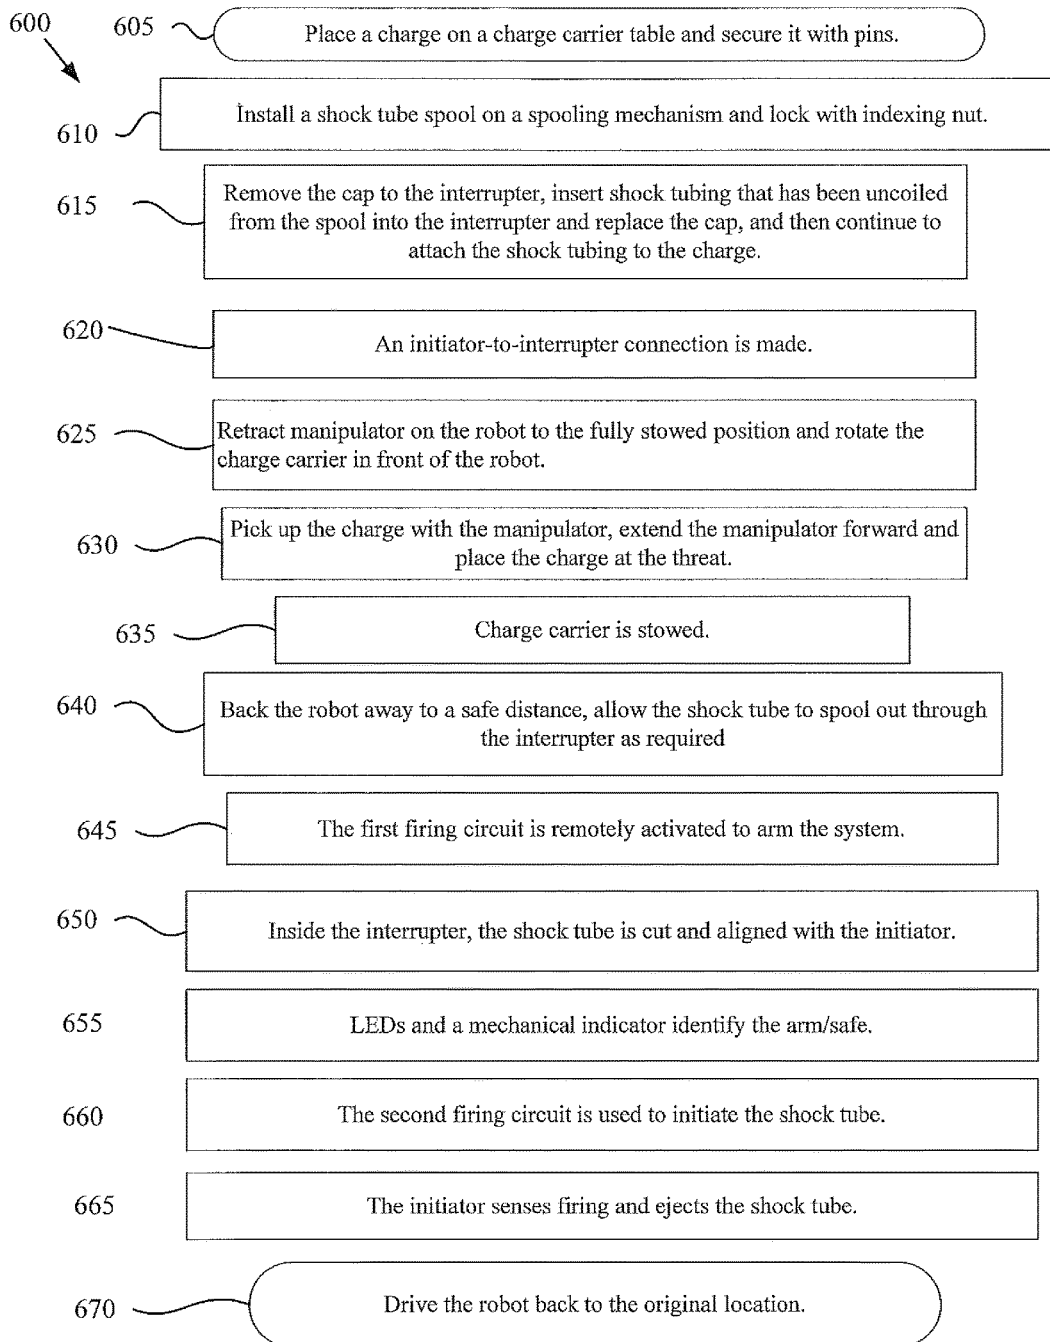 600
605
Place a charge on a charge carrier table and secure it with pins.
610
Install a shock tube spool on a spooling mechanism and lock with indexing nut.
615
Remove the cap to the interrupter, insert shock tubing that has been uncoiled
from the spool into the interrupter and replace the cap, and then continue to
attach the shock tubing to the charge.
620
An initiator-to-interrupter connection is made.
625
Retract manipulator on the robot to the fully stowed position and rotate the
charge carrier in front of the robot.
630
Pick up the charge with the manipulator, extend the manipulator forward and
place the charge at the threat.
635
Charge carrier is stowed.
640
Back the robot away to a safe distance, allow the shock tube to spool out through
the interrupter as required
645
The first firing circuit is remotely activated to arm the system.
650
Inside the interrupter, the shock tube is cut and aligned with the initiator.
655
LEDs and a mechanical indicator identify the arm/safe.
660
The second firing circuit is used to initiate the shock tube.
665
The initiator senses firing and ejects the shock tube.
670
Drive the robot back to the original location.